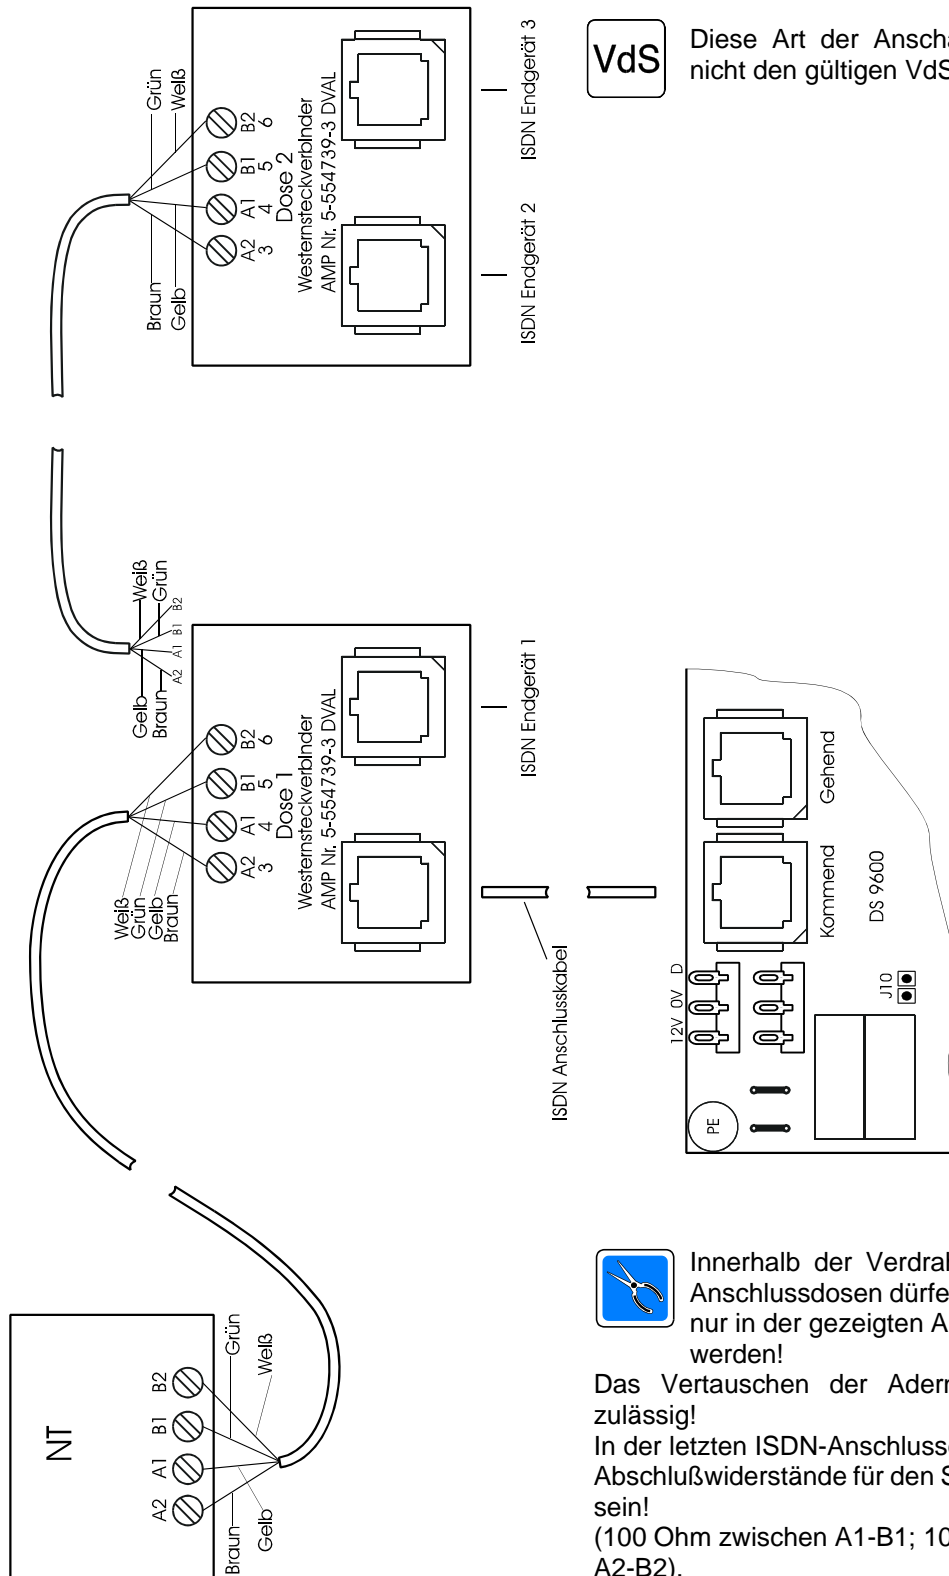 VdS
Diese Art der Anscha
nicht den gültigen VdS
Grün
Weiß
Braun
Gelb
B2
6
B1
5
A1
4
A2
3
Dose 2
Westernsteckverbinder
AMP Nr. 5-554739-3 DVAL
ISDN Endgerät 3
ISDN Endgerät 2
Weiß
Grün
Gelb
Braun
B2
B1
A1
A2
Weiß
Grün
Gelb
Braun
B2
6
B1
5
A1
4
A2
3
Dose 1
Westernsteckverbinder
AMP Nr. 5-554739-3 DVAL
ISDN Endgerät 1
ISDN Anschlusskabel
Gehend
Kommend
DS 9600
12V 0V D
J10
PE
NT
B2
B1
A1
A2
Grün
Weiß
Braun
Gelb
Innerhalb der Verdral
Anschlussdosen dürfe
nur in der gezeigten A
werden!
Das Vertauschen der Adern
zulässig!
In der letzten ISDN-Anschluss
Abschlußwiderstände für den S
sein!
(100 Ohm zwischen A1-B1; 10
A2-B2).